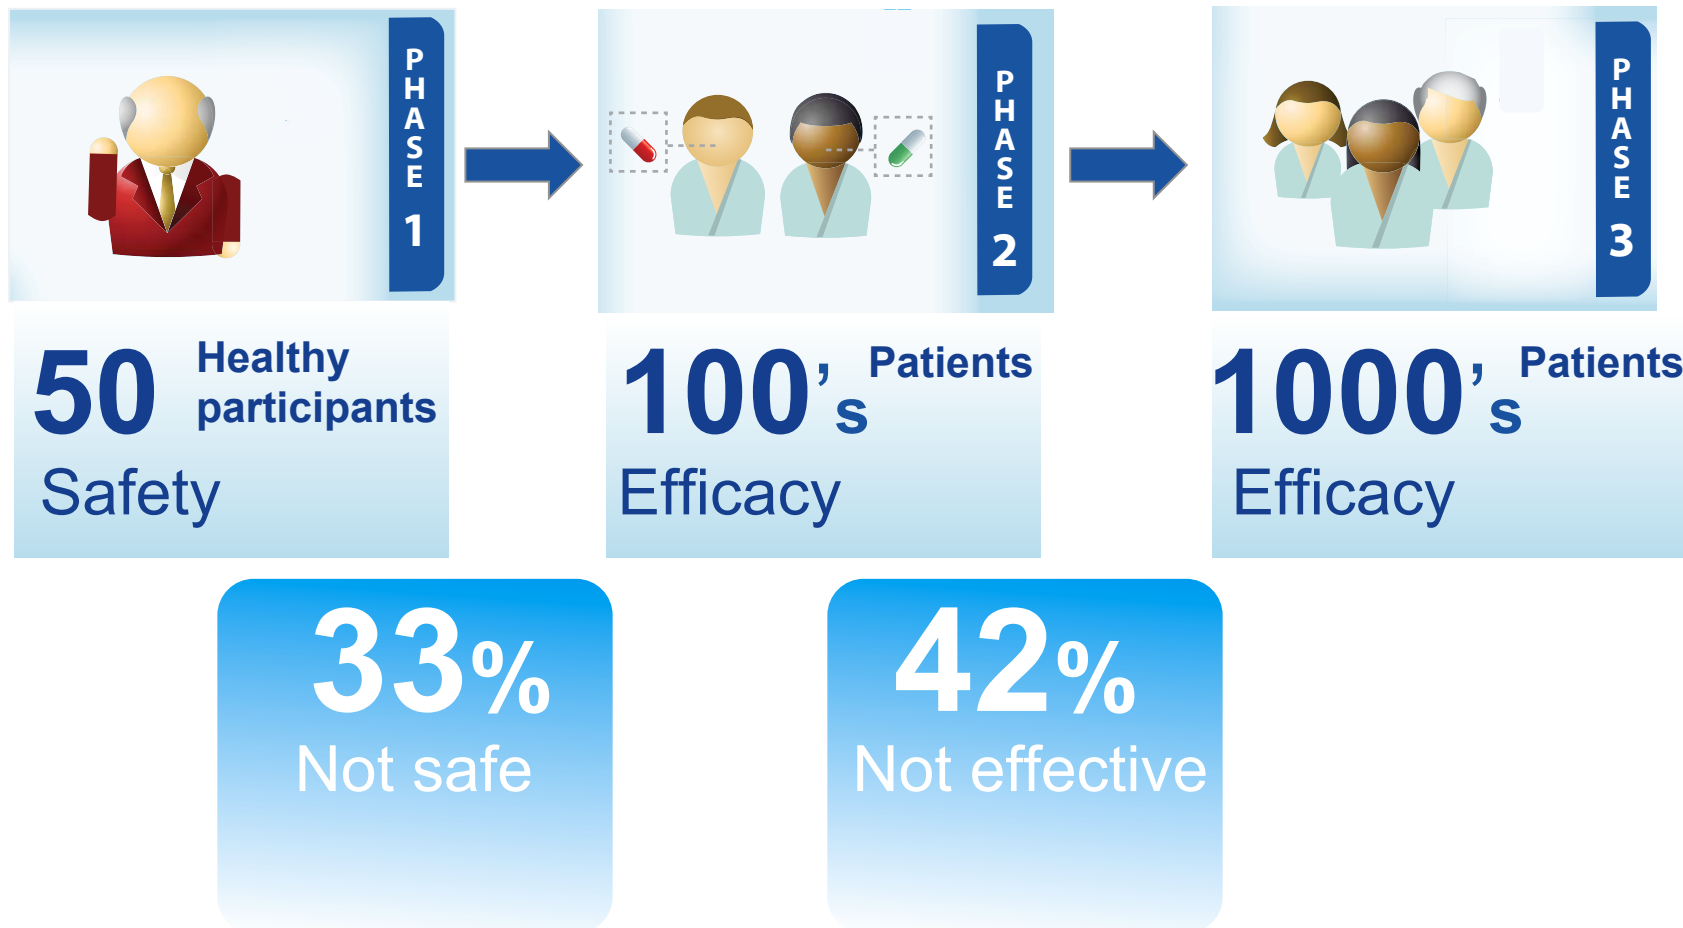 PHASE 1
PHASE 2
PHASE 3
50 Healthy
participants
Safety
100's Patients
Efficacy
1000's Patients
Efficacy
33%
Not safe
42%
Not effective